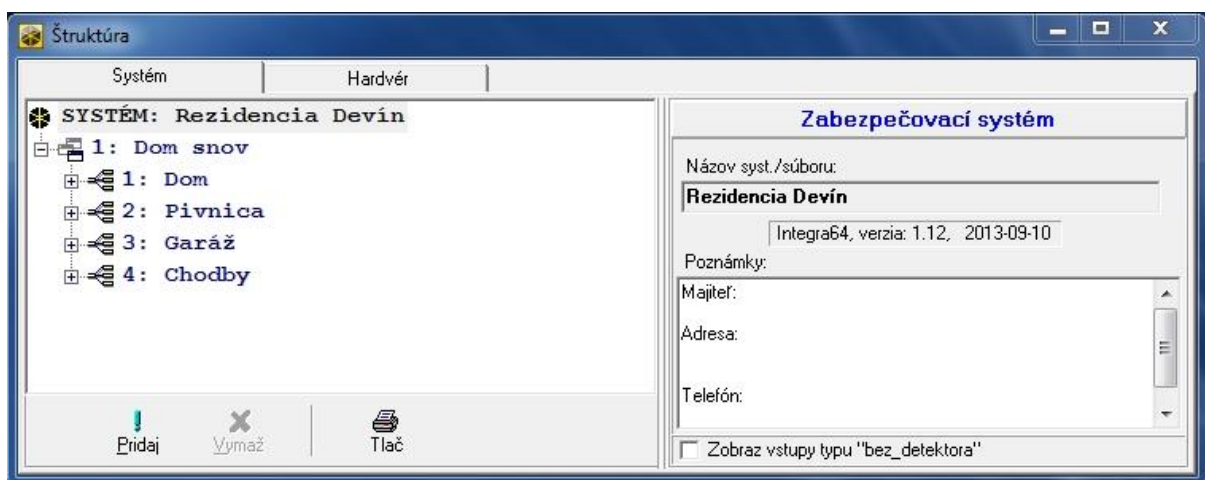 Štruktúra
Systém
Hardvér
SYSTÉM: Rezidencia Devín
1: Dom snov
1: Dom
2: Pivnica
3: Garáž
4: Chodby
Pridaj
Vymaž
Tlač
Zabezpečovací systém
Názov syst./súboru:
Rezidencia Devín
Integra64, verzia: 1.12, 2013-09-10
Poznámky:
Majiteľ:
Adresa:
Telefón:
Zobraz vstupy typu "bez_detektora"